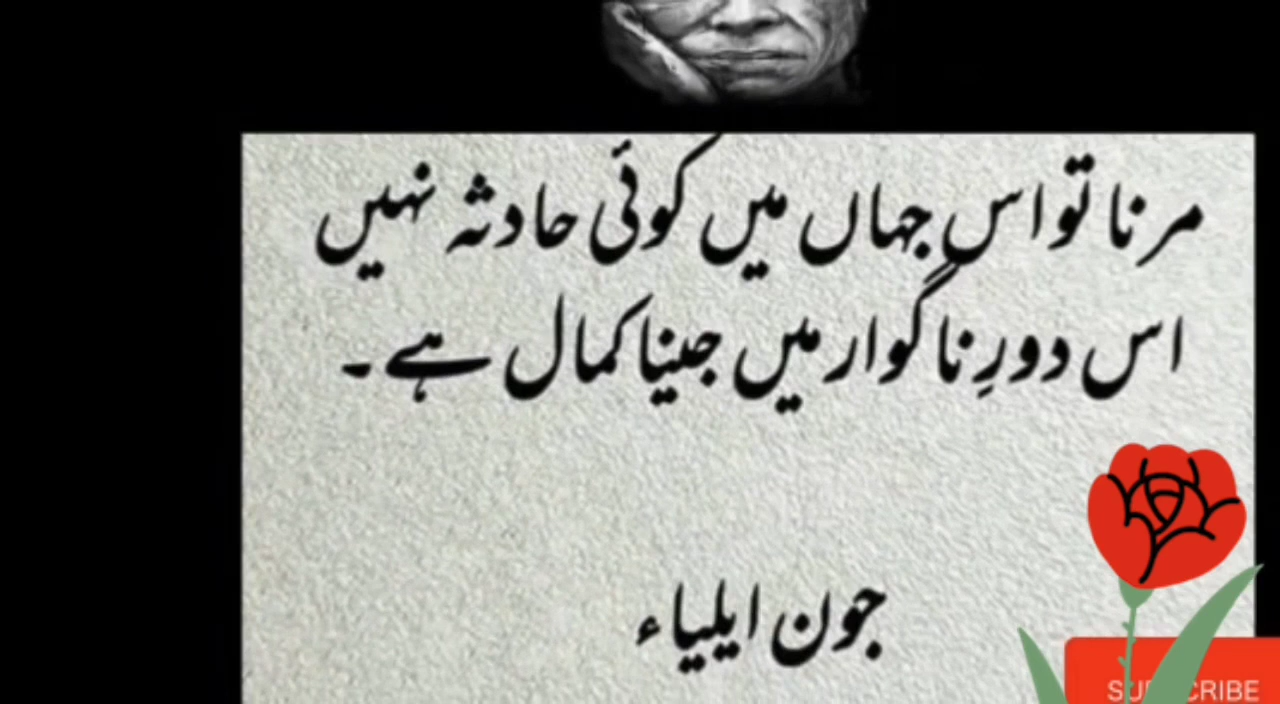 مرنا تو اس جہاں میں کوئی حادثہ نہیں
اس دورِ ناگوار میں جینا کمال ہے۔
جون ایلیاء